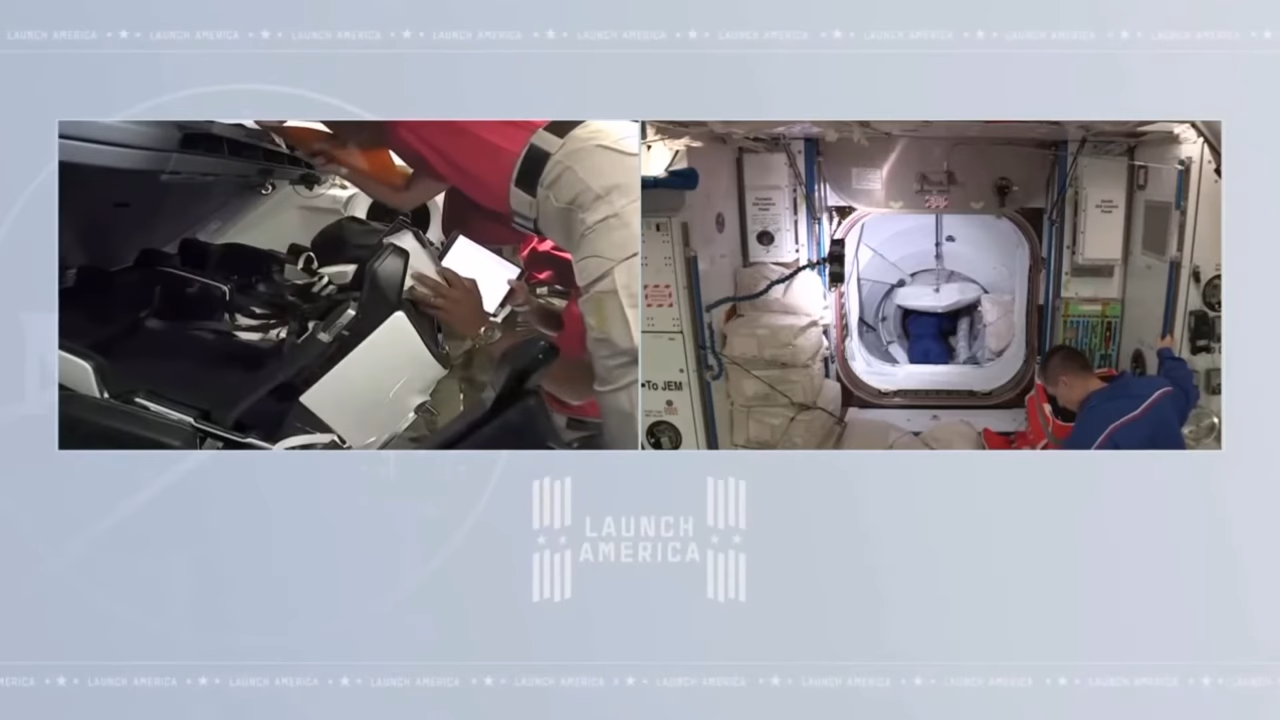 LAUNCH AMERICA ★ LAUNCH AMERICA ★ LAUNCH AMERICA ★ LAUNCH AMERICA ★ LAUNCH AMERICA ★ LAUNCH AMERICA ★ LAUNCH AMERICA ★ LAUNCH AMERICA ★ LAUNCH AMERICA ★
To JEM
LAUNCH
AMERICA
MERICA ★ LAUNCH AMERICA ★ LAUNCH AMERICA ★ LAUNCH AMERICA ★ LAUNCH AMERICA ★ LAUNCH AMERICA ★ LAUNCH AMERICA ★ LAUNCH AMERICA ★ LAUNCH AMERICA ★ LAUNCH